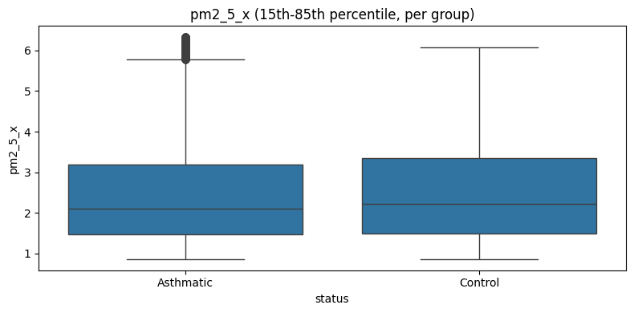 pm2_5_x (15th-85th percentile, per group)
6
5
4
3
2
1
pm2_5_x
Asthmatic
Control
status